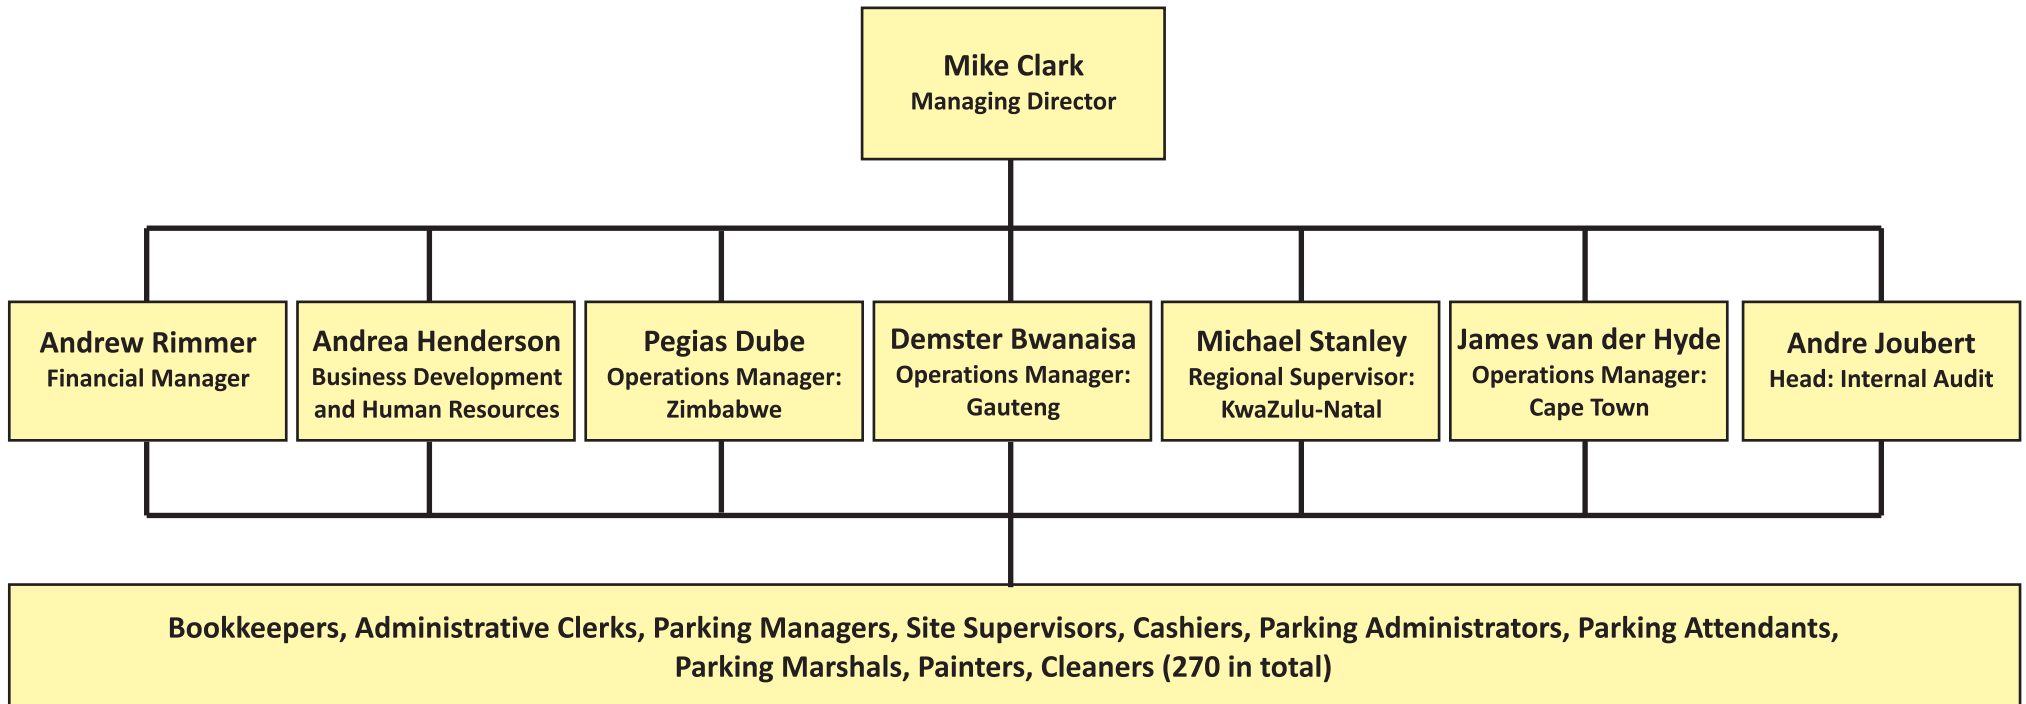 Mike Clark
Managing Director
Andrew Rimmer
Financial Manager
Andrea Henderson
Business Development
and Human Resources
Pegias Dube
Operations Manager:
Zimbabwe
Demster Bwanaisa
Operations Manager:
Gauteng
Michael Stanley
Regional Supervisor:
KwaZulu-Natal
James van der Hyde
Operations Manager:
Cape Town
Andre Joubert
Head: Internal Audit
Bookkeepers, Administrative Clerks, Parking Managers, Site Supervisors, Cashiers, Parking Administrators, Parking Attendants,
Parking Marshals, Painters, Cleaners (270 in total)